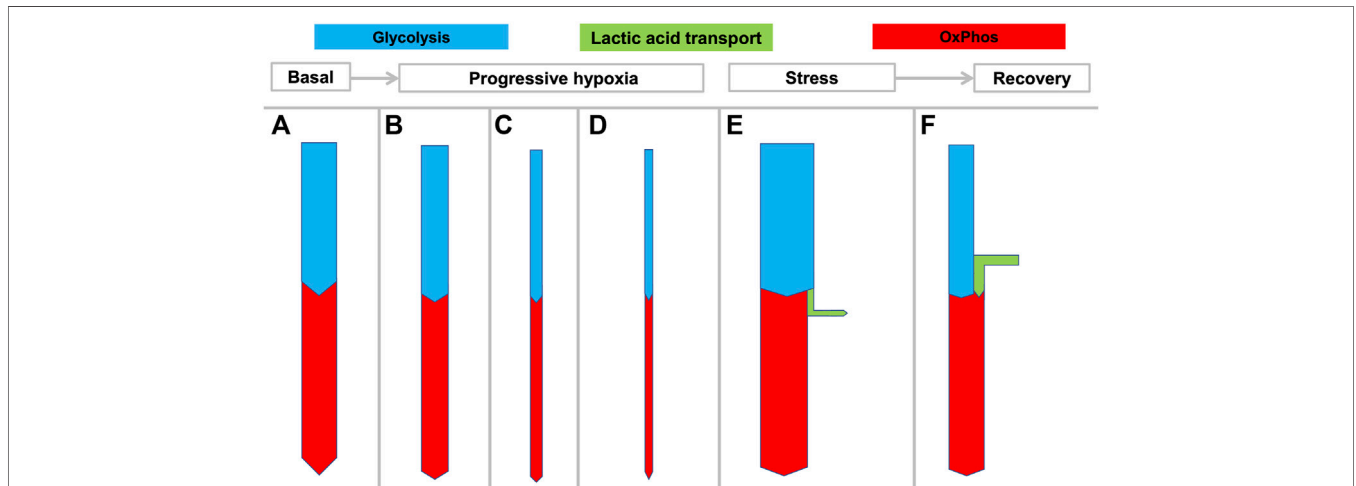 Glycolysis
Lactic acid transport
OxPhos
Basal
Progressive hypoxia
Stress
Recovery
A
B
C
D
E
F